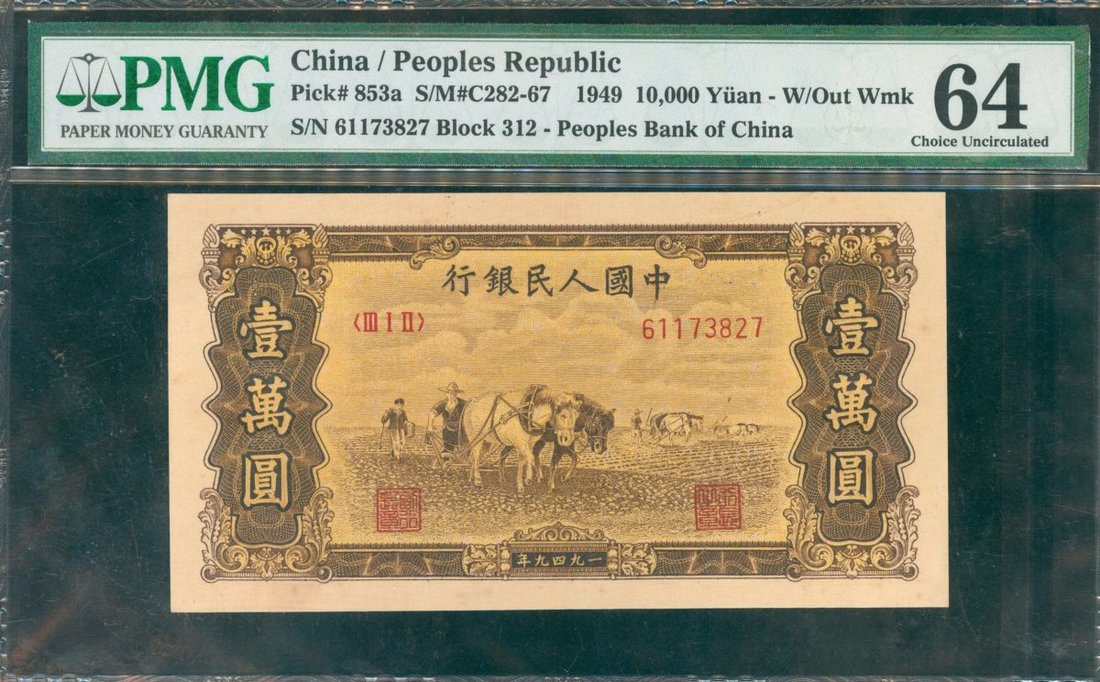 PMG
PAPER MONEY GUARANTY
China / Peoples Republic
Pick# 853a S/M#C282-67 1949 10,000 Yüan - W/Out Wmk
S/N 61173827 Block 312 - Peoples Bank of China
64
Choice Uncirculated
中國人民銀行
〈ⅢⅠⅡ〉
61173827
壹萬圓
壹萬圓
一九四九年